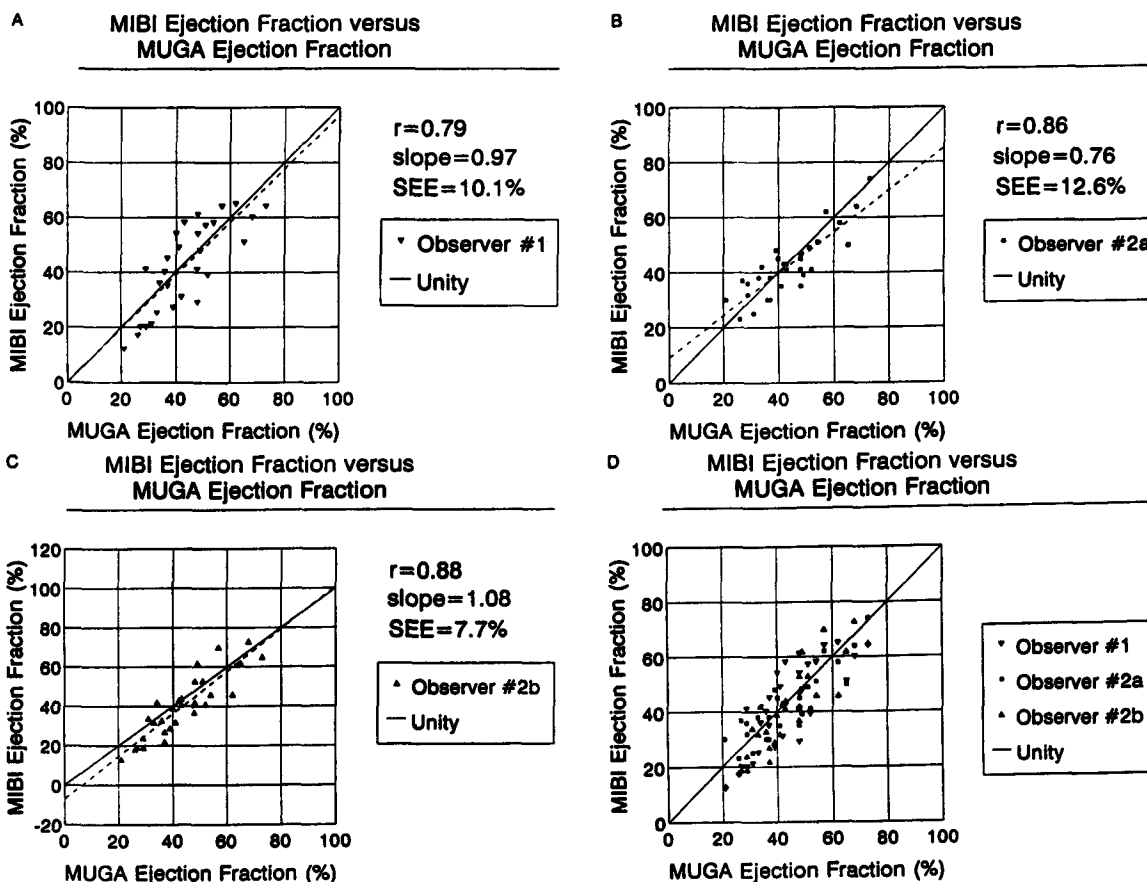 A
MIBI Ejection Fraction versus
MUGA Ejection Fraction
100
80
60
40
20
0
0 20 40 60 80 100
MIBI Ejection Fraction (%)
MUGA Ejection Fraction (%)
r=0.79
slope=0.97
SEE=10.1%
Observer #1
Unity
B
MIBI Ejection Fraction versus
MUGA Ejection Fraction
100
80
60
40
20
0
0 20 40 60 80 100
MIBI Ejection Fraction (%)
MUGA Ejection Fraction (%)
r=0.86
slope=0.76
SEE=12.6%
Observer #2a
Unity
C
MIBI Ejection Fraction versus
MUGA Ejection Fraction
120
100
80
60
40
20
0
-20
0 20 40 60 80 100
MIBI Ejection Fraction (%)
MUGA Ejection Fraction (%)
r=0.88
slope=1.08
SEE=7.7%
Observer #2b
Unity
D
MIBI Ejection Fraction versus
MUGA Ejection Fraction
100
80
60
40
20
0
0 20 40 60 80 100
MIBI Ejection Fraction (%)
MUGA Ejection Fraction (%)
Observer #1
Observer #2a
Observer #2b
Unity